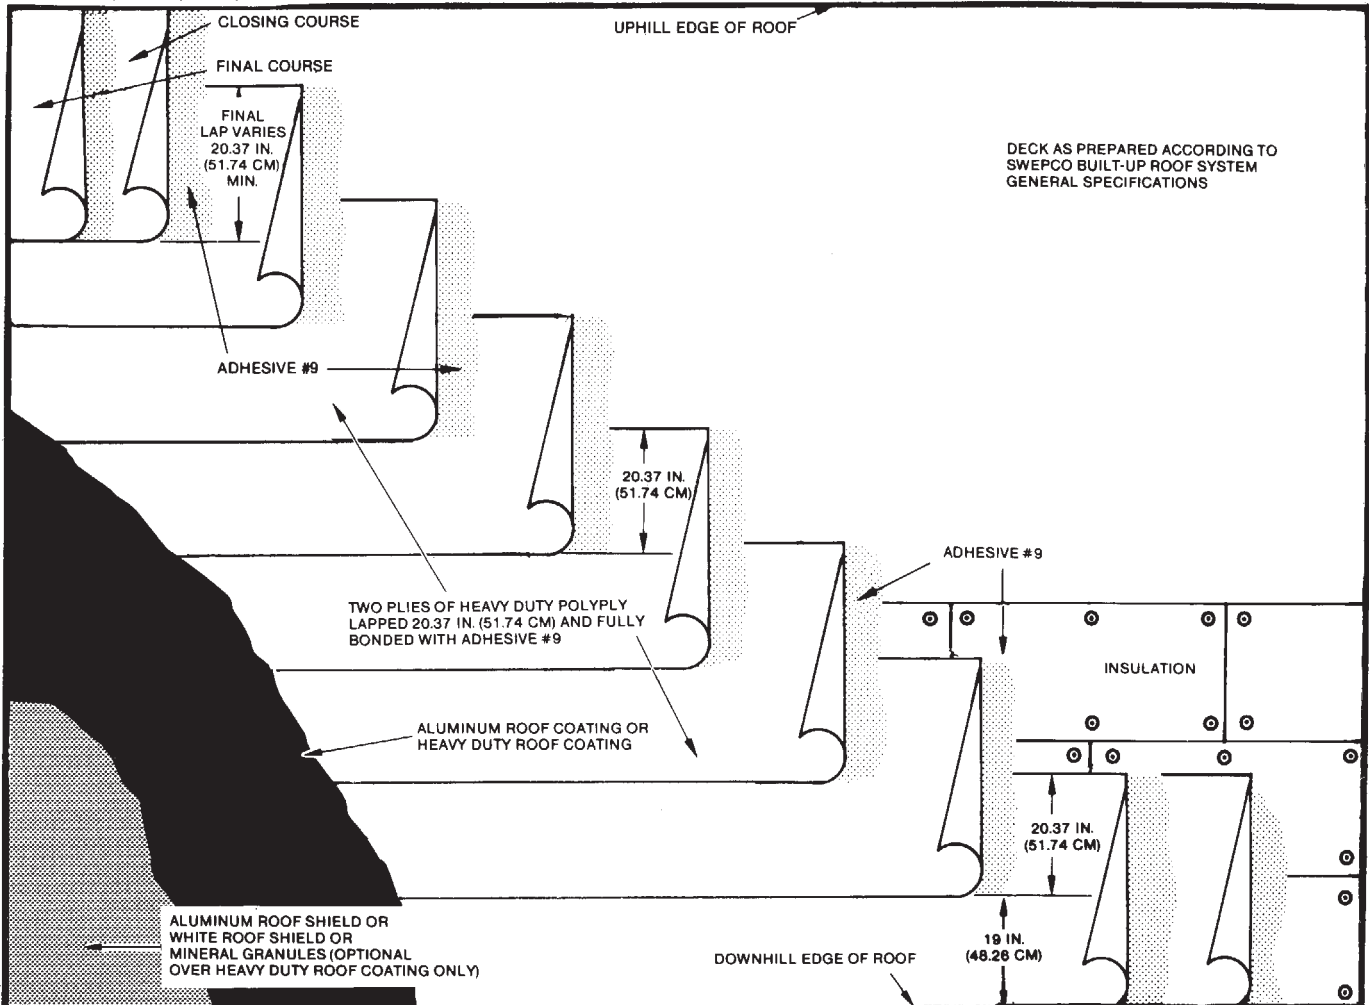 CLOSING COURSE
UPHILL EDGE OF ROOF
FINAL COURSE
FINAL
LAP VARIES
20.37 IN.
(51.74 CM)
MIN.
DECK AS PREPARED ACCORDING TO
SWEPCO BUILT-UP ROOF SYSTEM
GENERAL SPECIFICATIONS
ADHESIVE #9
20.37 IN.
(51.74 CM)
ADHESIVE #9
TWO PLIES OF HEAVY DUTY POLYPLY
LAPPED 20.37 IN. (51.74 CM) AND FULLY
BONDED WITH ADHESIVE #9
INSULATION
ALUMINUM ROOF COATING OR
HEAVY DUTY ROOF COATING
20.37 IN.
(51.74 CM)
ALUMINUM ROOF SHIELD OR
WHITE ROOF SHIELD OR
MINERAL GRANULES (OPTIONAL
OVER HEAVY DUTY ROOF COATING ONLY)
DOWNHILL EDGE OF ROOF
19 IN.
(48.26 CM)